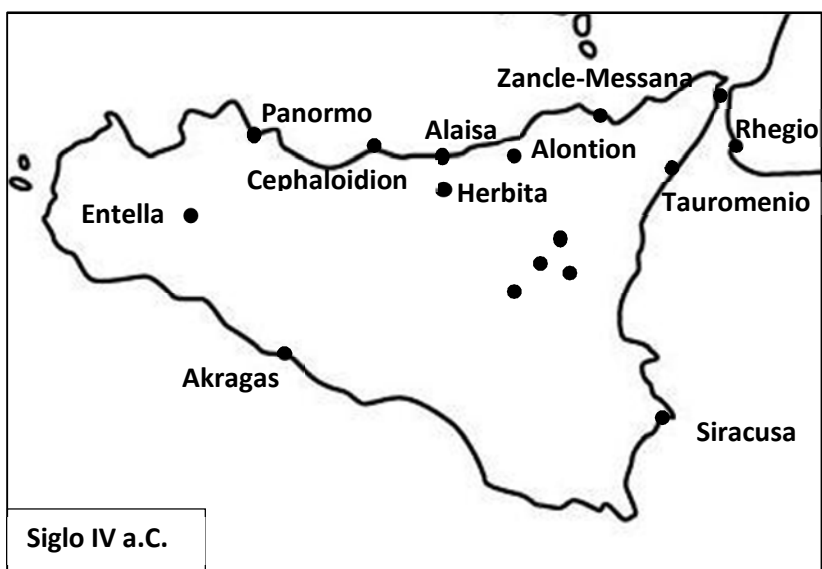 Zancle-Messana
Panormo
Alaisa
Rhegio
Alontion
Cephaloidion
Herbita
Tauromenio
Entella
Akragas
Siracusa
Siglo IV a.C.